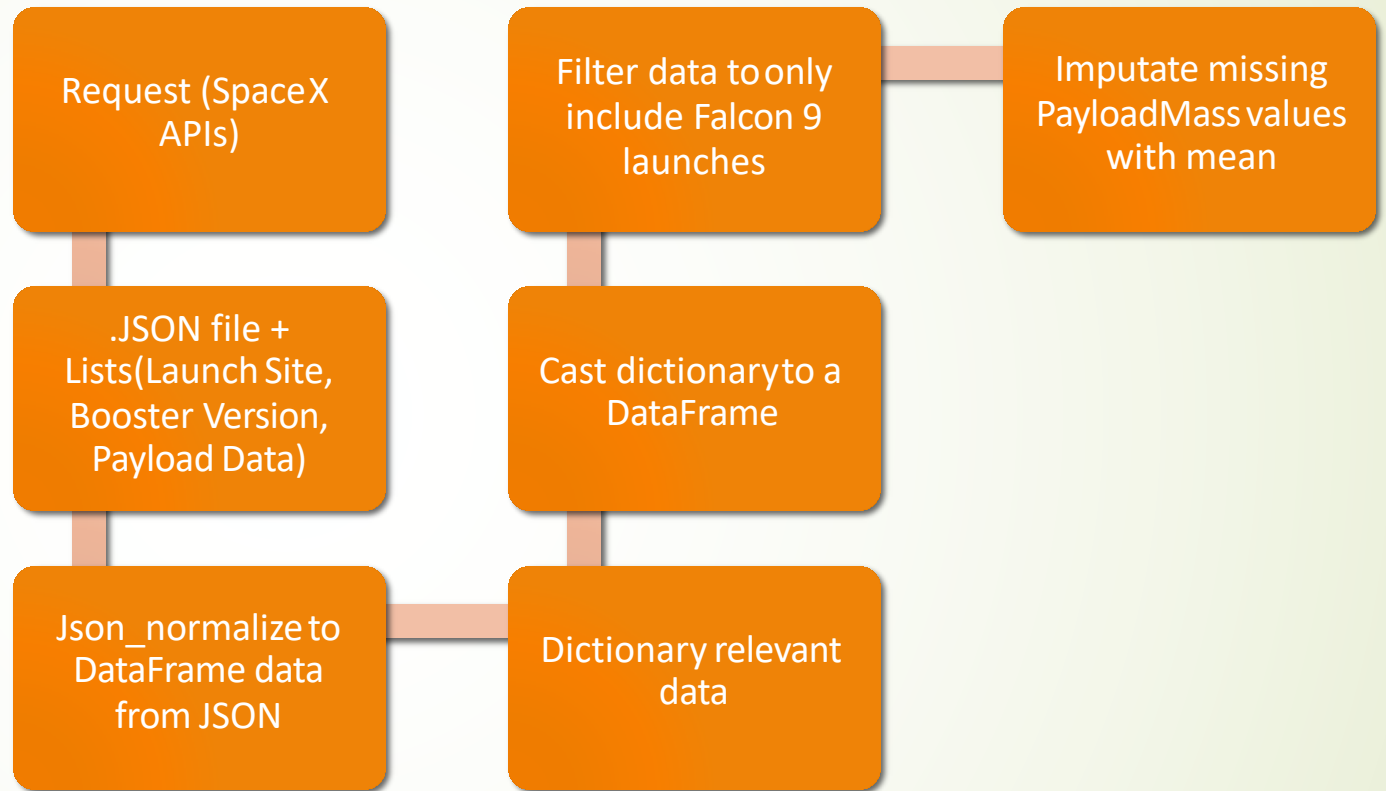 Request (SpaceX
APIs)
.JSON file +
Lists(Launch Site,
Booster Version,
Payload Data)
Json_normalize to
DataFrame data
from JSON
Dictionary relevant
data
Cast dictionary to a
DataFrame
Filter data to only
include Falcon 9
launches
Imputate missing
PayloadMass values
with mean